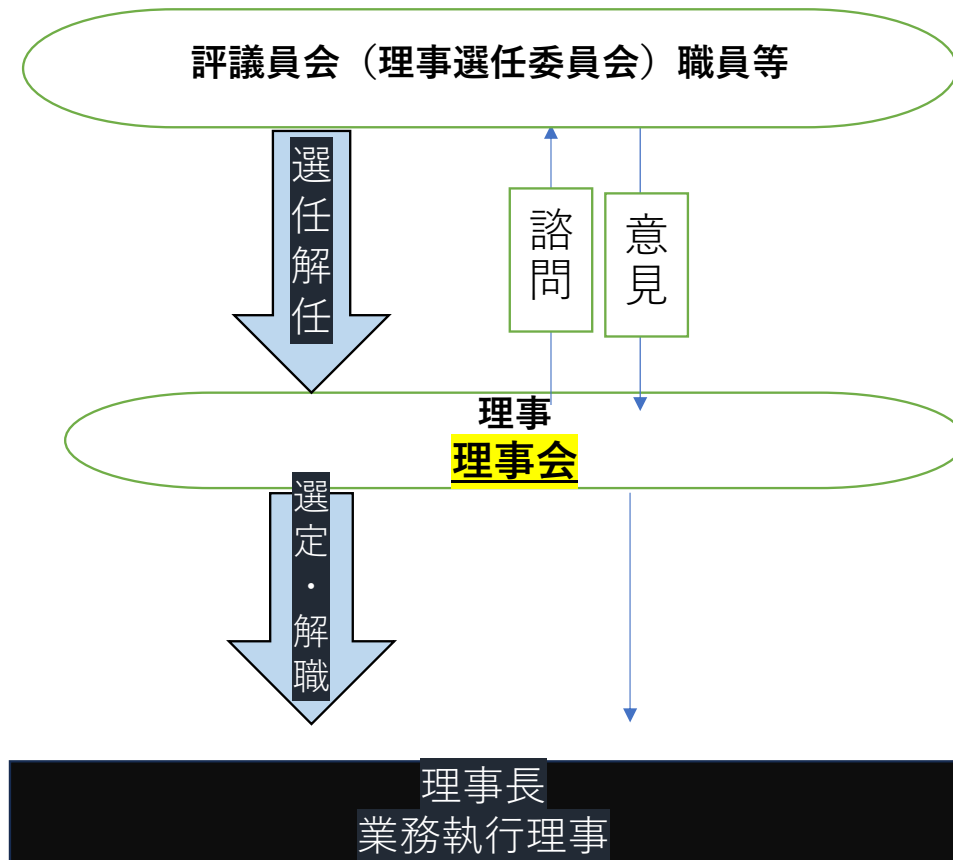 評議員会（理事選任委員会）職員等
選任解任
諮問
意見
理事
理事会
選定・解職
理事長
業務執行理事